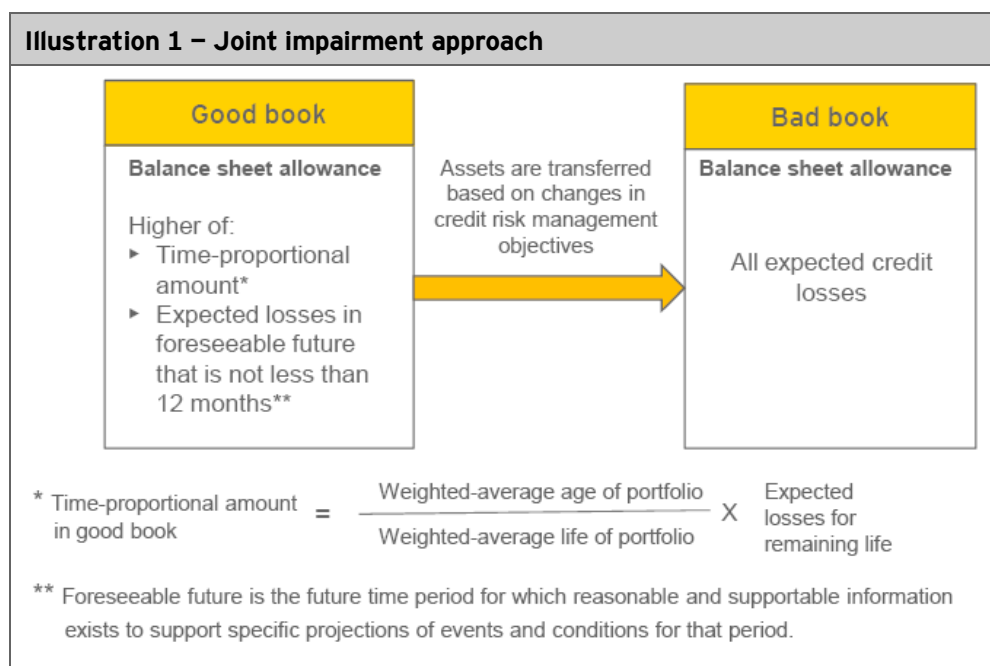 Illustration 1 – Joint impairment approach
Good book
Balance sheet allowance
Higher of:
‣ Time-proportional
amount*
‣ Expected losses in
foreseeable future
that is not less than
12 months**
Assets are transferred
based on changes in
credit risk management
objectives
Bad book
Balance sheet allowance
All expected credit
losses
* Time-proportional amount
in good book
=
Weighted-average age of portfolio
Weighted-average life of portfolio
X
Expected
losses for
remaining life
** Foreseeable future is the future time period for which reasonable and supportable information
exists to support specific projections of events and conditions for that period.